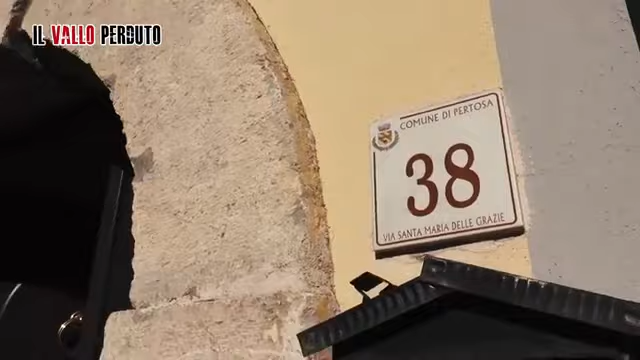 IL VALLO PERDUTO
COMUNE DI PERTOSA
38
VIA SANTA MARIA DELLE GRAZIE